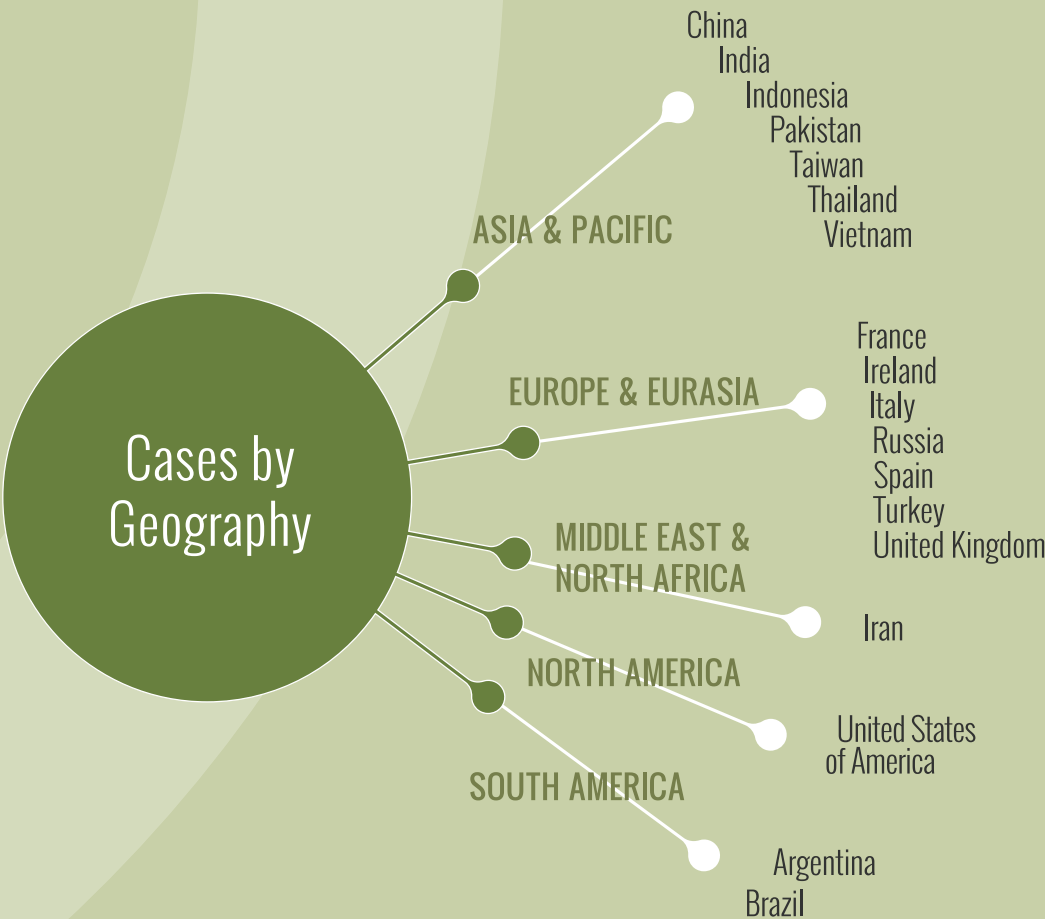 Cases by
Geography
ASIA & PACIFIC
China
India
Indonesia
Pakistan
Taiwan
Thailand
Vietnam
EUROPE & EURASIA
France
Ireland
Italy
Russia
Spain
Turkey
United Kingdom
MIDDLE EAST &
NORTH AFRICA
Iran
NORTH AMERICA
United States
of America
SOUTH AMERICA
Argentina
Brazil